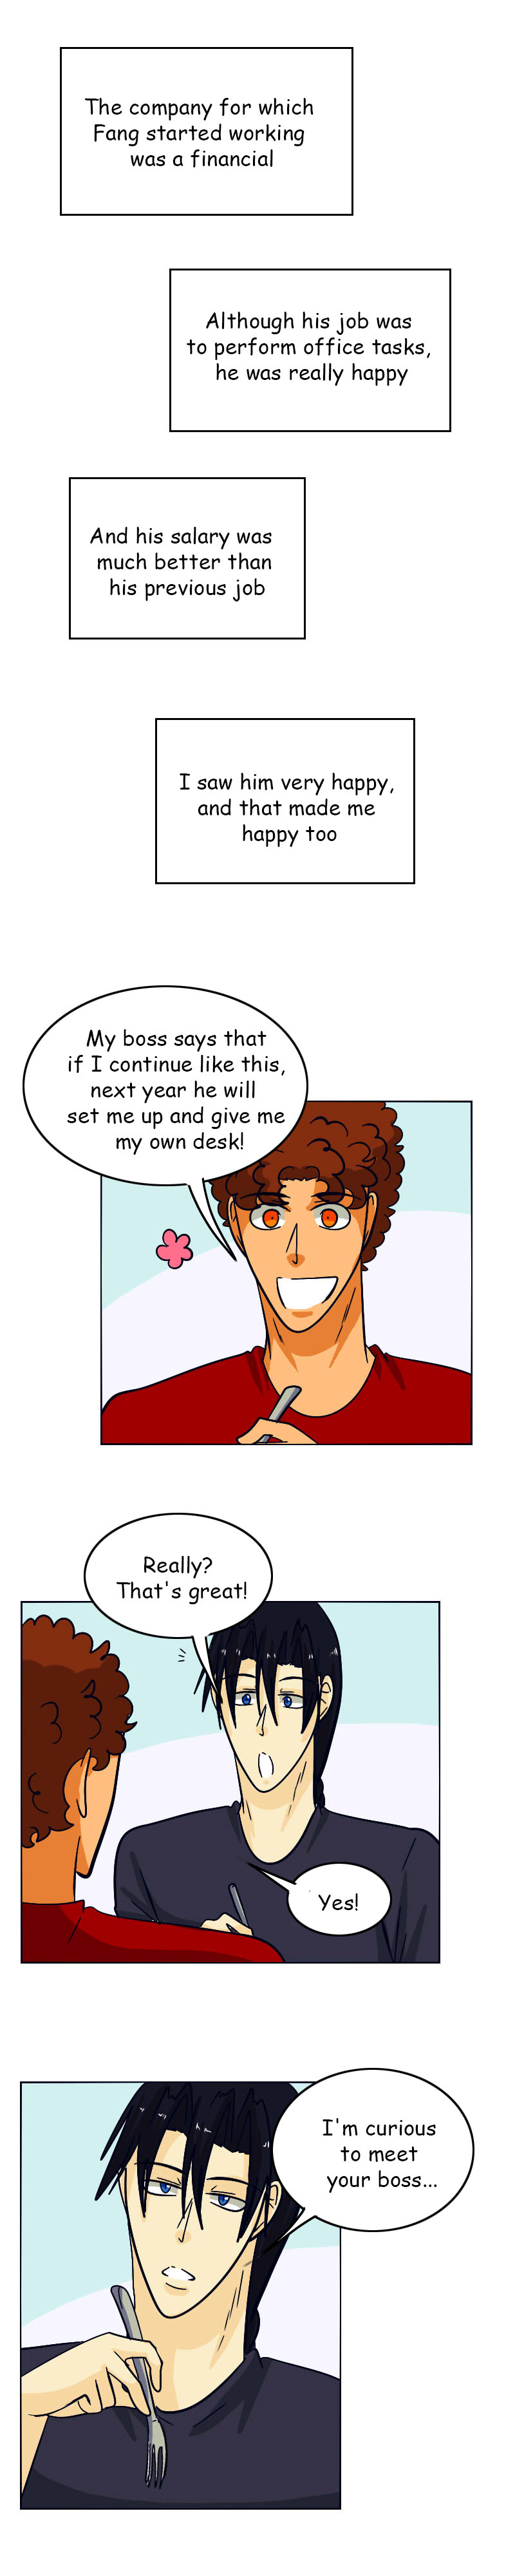 The company for which
Fang started working
was a financial
Although his job was
to perform office tasks,
he was really happy
And his salary was
much better than
his previous job
I saw him very happy,
and that made me
happy too
My boss says that
if I continue like this,
next year he will
set me up and give me
my own desk!
Really?
That's great!
Yes!
I'm curious
to meet
your boss...